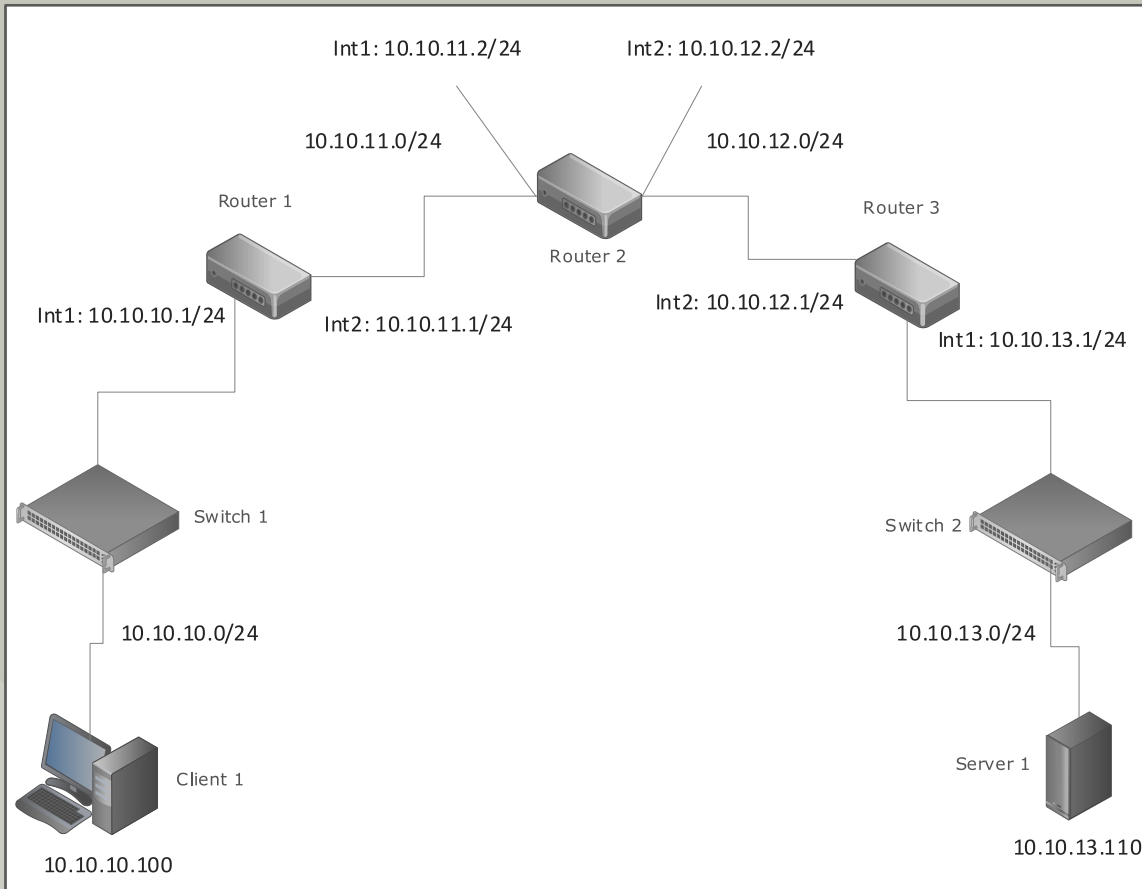 Int1: 10.10.11.2/24
Int2: 10.10.12.2/24
10.10.11.0/24
10.10.12.0/24
Router 1
Router 2
Router 3
Int1: 10.10.10.1/24
Int2: 10.10.11.1/24
Int2: 10.10.12.1/24
Int1: 10.10.13.1/24
Switch 1
Switch 2
10.10.10.0/24
10.10.13.0/24
Client 1
Server 1
10.10.10.100
10.10.13.110